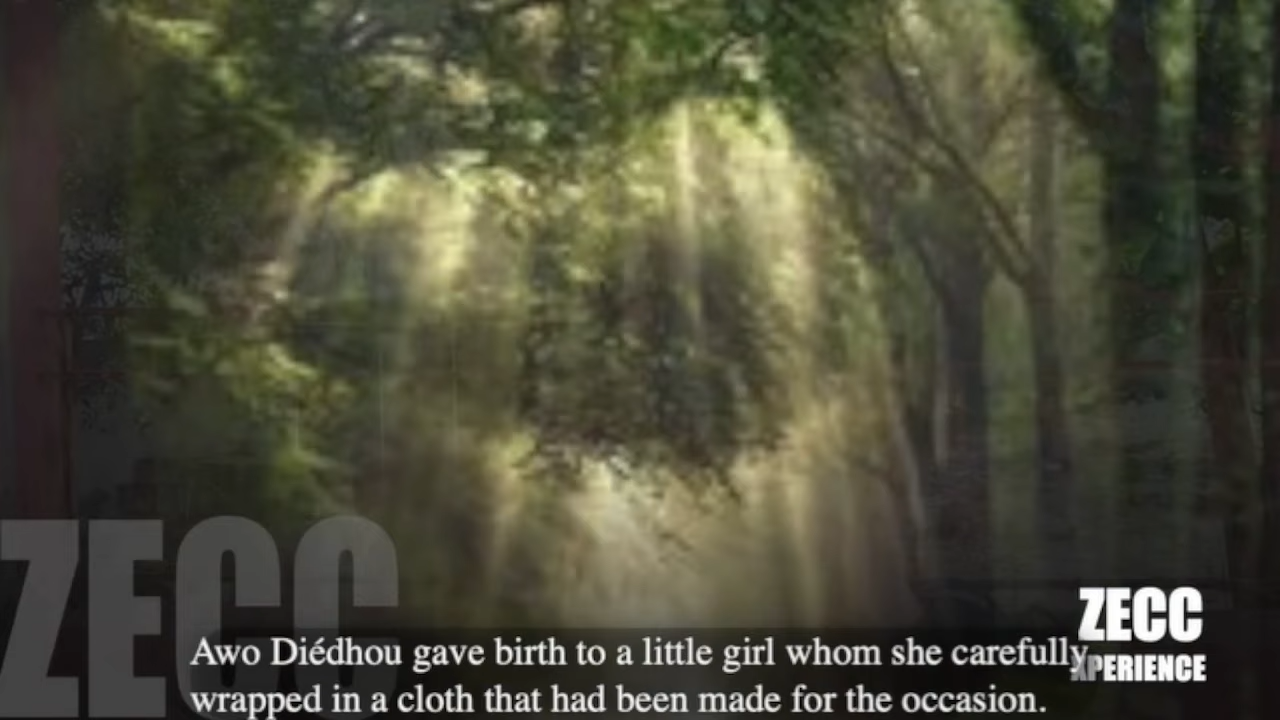 ZECC
ZECC
XPERIENCE
Awo Diédhou gave birth to a little girl whom she carefully
wrapped in a cloth that had been made for the occasion.